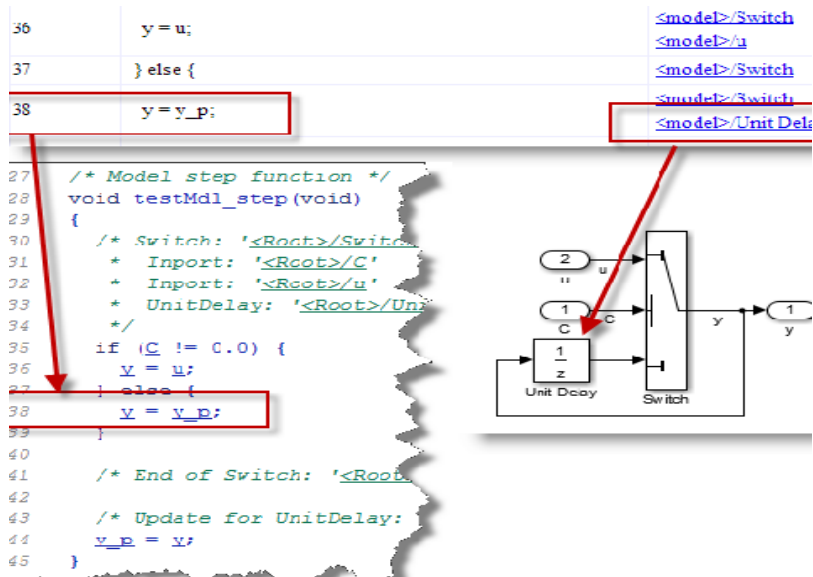 36 y = u; <model>/Switch
<model>/u
37 } else { <model>/Switch
<model>/Switch
38 y = y_p; <model>/Unit Dela
27 /* Model step function */
28 void testMdl_step(void)
29 {
30 /* Switch: '<Root>/Switc
31 * Inport: '<Root>/C'
32 * Inport: '<Root>/u'
33 * UnitDelay: '<Root>/Un
34 */
35 if (C != 0.0) {
36 y = u;
37 } else {
38 y = y_p;
39 }
40
41 /* End of Switch: '<Root
42
43 /* Update for UnitDelay:
44 y_p = y;
45 }
2
u
u
1
C
C
1
z
Unit Delay
Switch
y
1
y